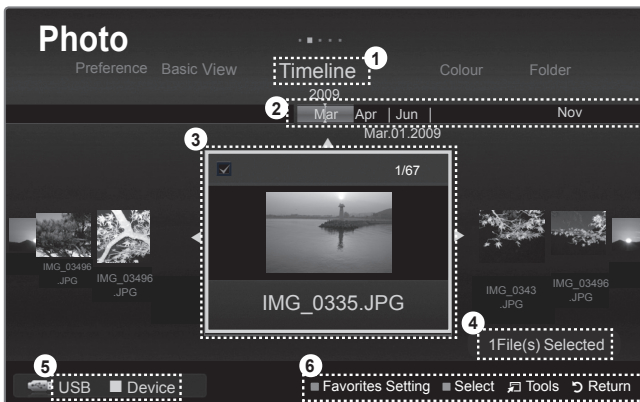 Photo
1
Preference Basic View Timeline Colour Folder
2009
2
Mar Apr Jun Nov
Mar.01.2009
3
1/67
IMG_03496
.JPG
IMG_03496
.JPG
IMG_0335.JPG
IMG_0343
.JPG
IMG_03496
.JPG
4
1File(s) Selected
5
6
USB Device
Favorites Setting Select Tools Return